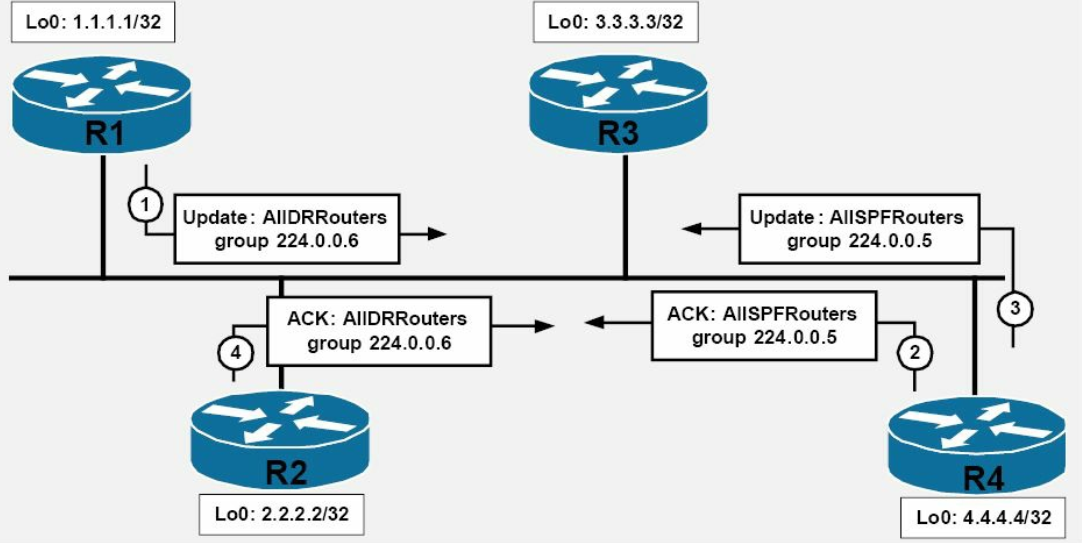 Lo0: 1.1.1.1/32
Lo0: 3.3.3.3/32
R1
R3
1
Update: AllDRRouters
group 224.0.0.6
Update: AllSPFRouters
group 224.0.0.5
3
ACK: AllDRRouters
group 224.0.0.6
4
ACK: AllSPFRouters
group 224.0.0.5
2
R2
R4
Lo0: 2.2.2.2/32
Lo0: 4.4.4.4/32